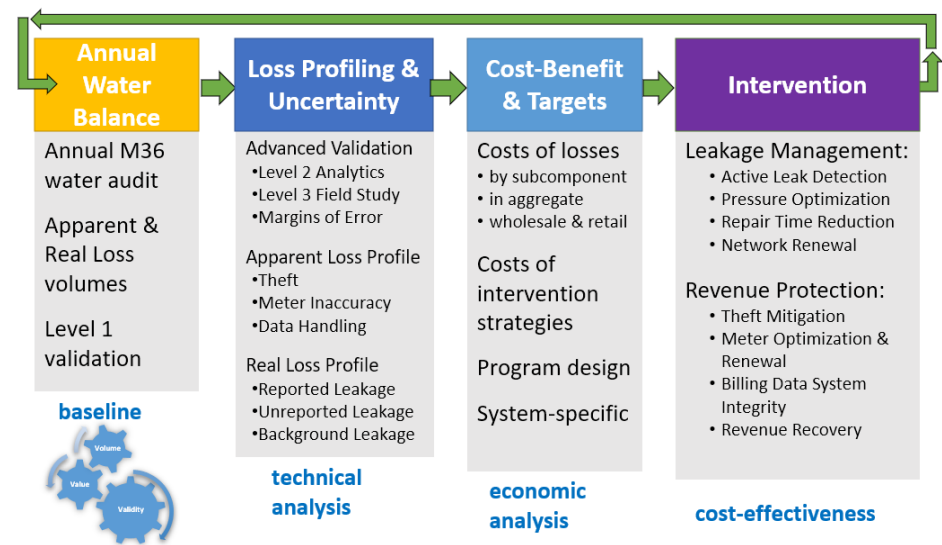 Annual
Water
Balance
Annual M36
water audit
Apparent &
Real Loss
volumes
Level 1
validation
baseline
Volume
Value
Validity
Loss Profiling &
Uncertainty
Advanced Validation
•Level 2 Analytics
•Level 3 Field Study
•Margins of Error
Apparent Loss Profile
•Theft
•Meter Inaccuracy
•Data Handling
Real Loss Profile
•Reported Leakage
•Unreported Leakage
•Background Leakage
technical
analysis
Cost-Benefit
& Targets
Costs of losses
• by subcomponent
• in aggregate
• wholesale & retail
Costs of
intervention
strategies
Program design
System-specific
economic
analysis
Intervention
Leakage Management:
• Active Leak Detection
• Pressure Optimization
• Repair Time Reduction
• Network Renewal
Revenue Protection:
• Theft Mitigation
• Meter Optimization &
Renewal
• Billing Data System
Integrity
• Revenue Recovery
cost-effectiveness